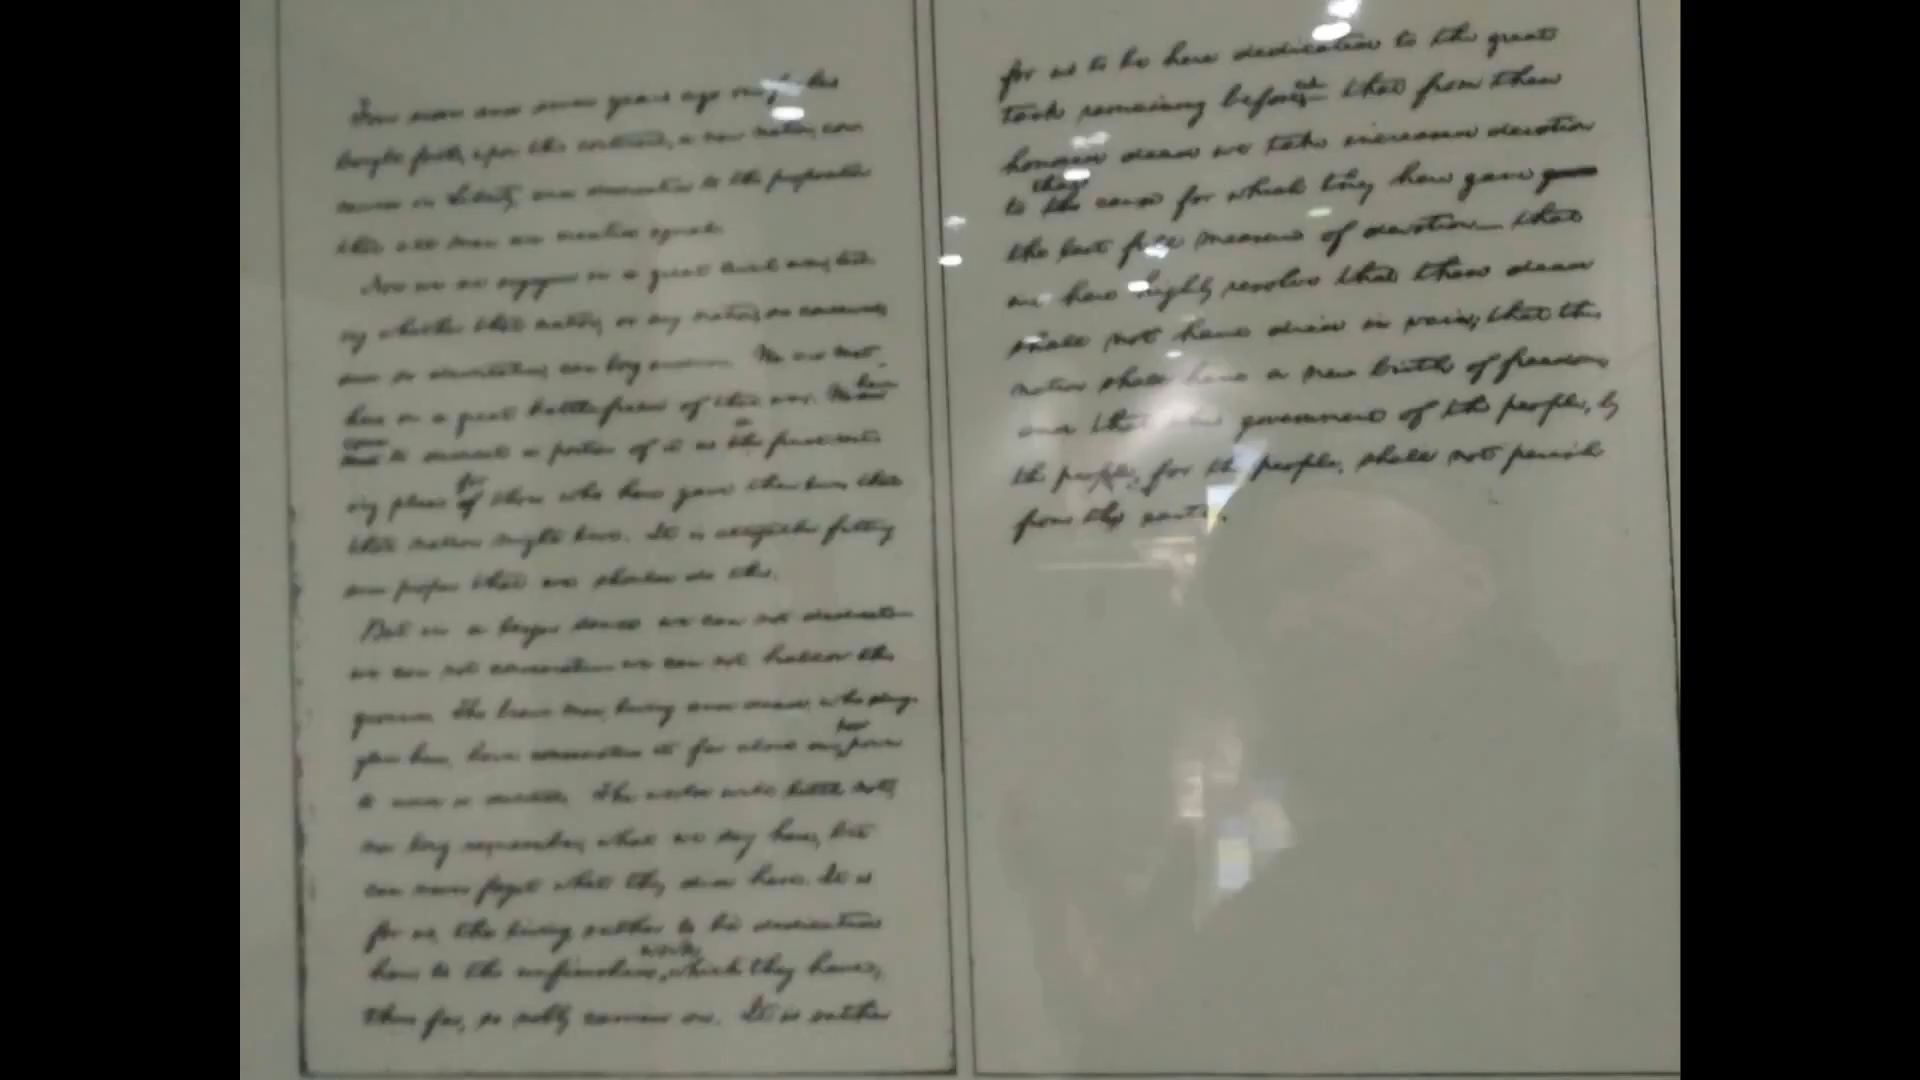 Four score and seven years ago our fathers
brought forth, upon this continent, a new nation, con-
ceived in Liberty, and dedicated to the proposition
that all men are created equal.
Now we are engaged in a great civil war, test-
ing whether that nation, or any nation, so conceived,
and so dedicated, can long endure. We are met
here on a great battlefield of that war. We have
come to dedicate a portion of it as a final rest-
ing place for those who here gave their lives that
that nation might live. It is altogether fitting
and proper that we should do this.
But in a larger sense we can not dedicate
we can not consecrate we can not hallow this
ground. The brave men, living and dead, who strug-
gled here, have consecrated it far above our poor power
to add or detract. The world will little note,
nor long remember, what we say here, but
can never forget what they did here. It is
for us, the living, rather to be dedicated
here to the unfinished work, which they have,
thus far, so nobly carried on. It is rather
for us to be here dedicated to the great
task remaining before us that from these
honored dead we take increased devotion
to that cause for which they here gave
the last full measure of devotion that
we here highly resolve that these dead
shall not have died in vain; that this
nation shall have a new birth of freedom;
and that this government of the people, by
the people, for the people, shall not perish
from the earth.